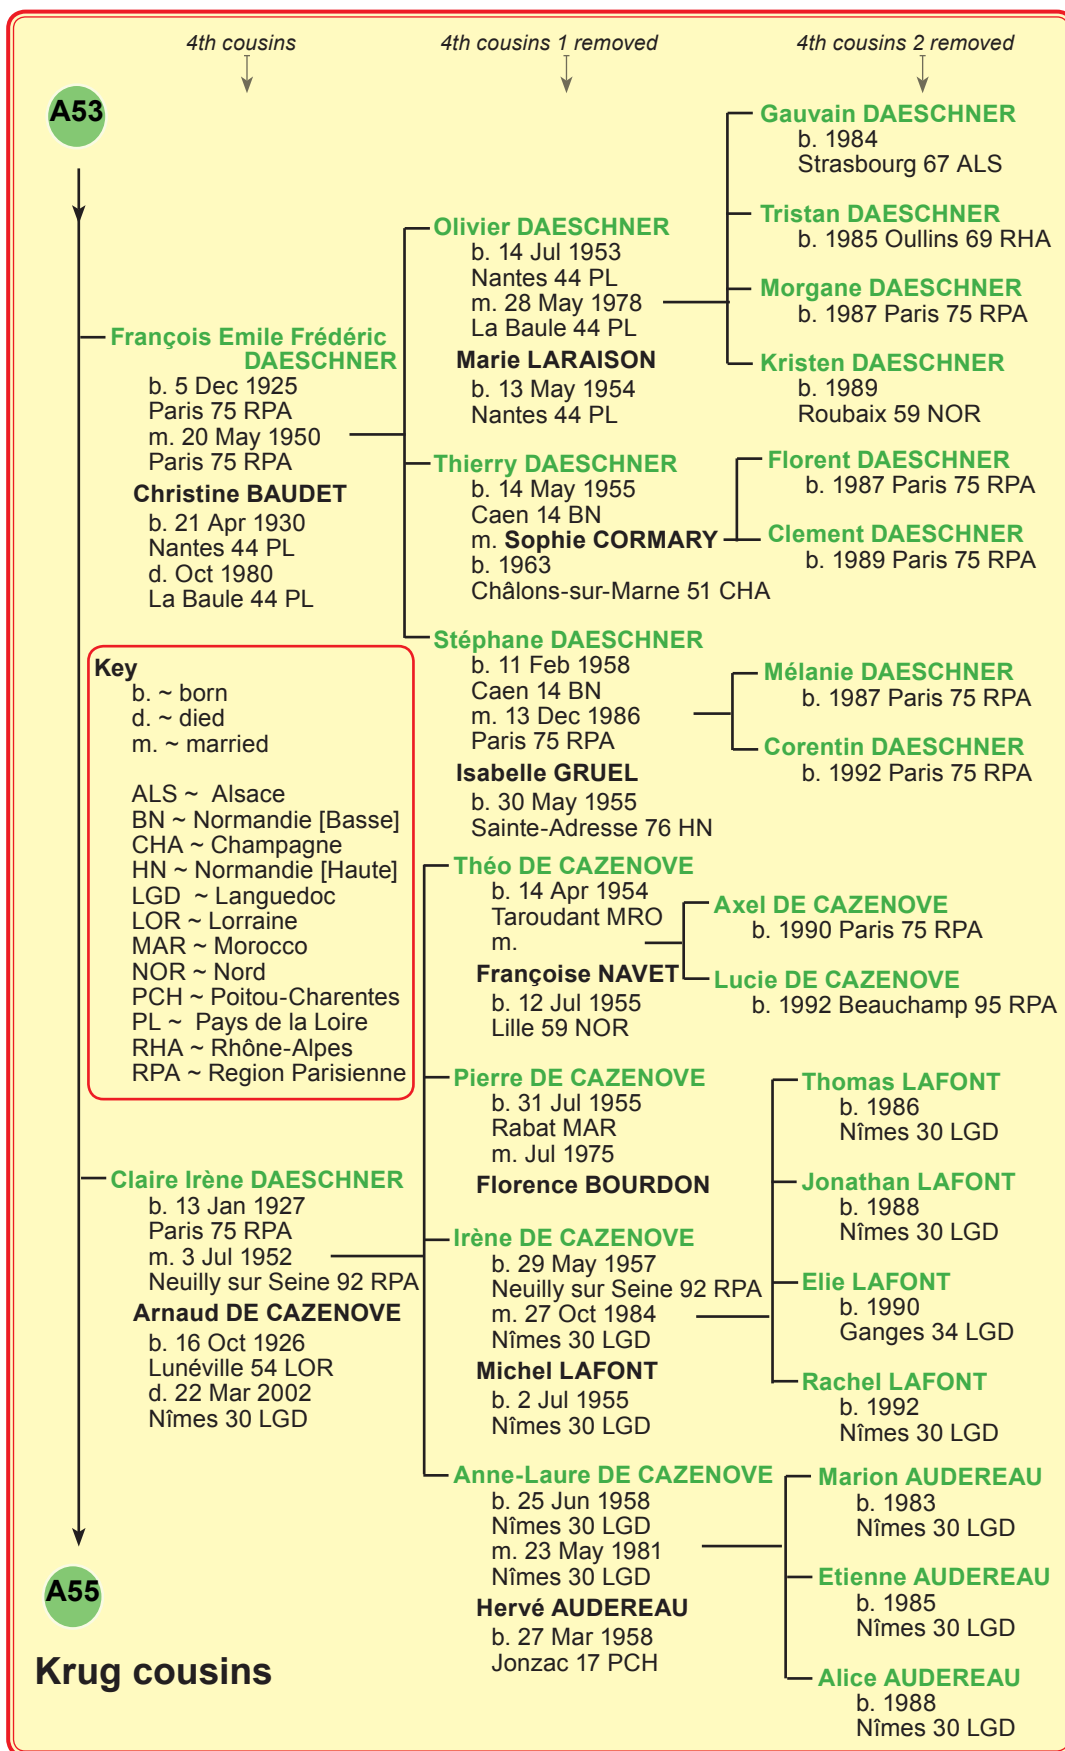 4th cousins
4th cousins 1 removed
4th cousins 2 removed
A53
François Emile Frédéric
DAESCHNER
b. 5 Dec 1925
Paris 75 RPA
m. 20 May 1950
Paris 75 RPA
Christine BAUDET
b. 21 Apr 1930
Nantes 44 PL
d. Oct 1980
La Baule 44 PL
Olivier DAESCHNER
b. 14 Jul 1953
Nantes 44 PL
m. 28 May 1978
La Baule 44 PL
Marie LARAISON
b. 13 May 1954
Nantes 44 PL
Gauvain DAESCHNER
b. 1984
Strasbourg 67 ALS
Tristan DAESCHNER
b. 1985 Oullins 69 RHA
Morgane DAESCHNER
b. 1987 Paris 75 RPA
Kristen DAESCHNER
b. 1989
Roubaix 59 NOR
Thierry DAESCHNER
b. 14 May 1955
Caen 14 BN
m. Sophie CORMARY
b. 1963
Châlons-sur-Marne 51 CHA
Florent DAESCHNER
b. 1987 Paris 75 RPA
Clement DAESCHNER
b. 1989 Paris 75 RPA
Stéphane DAESCHNER
b. 11 Feb 1958
Caen 14 BN
m. 13 Dec 1986
Paris 75 RPA
Isabelle GRUEL
b. 30 May 1955
Sainte-Adresse 76 HN
Mélanie DAESCHNER
b. 1987 Paris 75 RPA
Corentin DAESCHNER
b. 1992 Paris 75 RPA
Key
b. ~ born
d. ~ died
m. ~ married
ALS ~ Alsace
BN ~ Normandie [Basse]
CHA ~ Champagne
HN ~ Normandie [Haute]
LGD ~ Languedoc
LOR ~ Lorraine
MAR ~ Morocco
NOR ~ Nord
PCH ~ Poitou-Charentes
PL ~ Pays de la Loire
RHA ~ Rhône-Alpes
RPA ~ Region Parisienne
Claire Irène DAESCHNER
b. 13 Jan 1927
Paris 75 RPA
m. 3 Jul 1952
Neuilly sur Seine 92 RPA
Arnaud DE CAZENOVE
b. 16 Oct 1926
Lunéville 54 LOR
d. 22 Mar 2002
Nîmes 30 LGD
Théo DE CAZENOVE
b. 14 Apr 1954
Taroudant MRO
m.
Françoise NAVET
b. 12 Jul 1955
Lille 59 NOR
Axel DE CAZENOVE
b. 1990 Paris 75 RPA
Lucie DE CAZENOVE
b. 1992 Beauchamp 95 RPA
Pierre DE CAZENOVE
b. 31 Jul 1955
Rabat MAR
m. Jul 1975
Florence BOURDON
Irène DE CAZENOVE
b. 29 May 1957
Neuilly sur Seine 92 RPA
m. 27 Oct 1984
Nîmes 30 LGD
Michel LAFONT
b. 2 Jul 1955
Nîmes 30 LGD
Thomas LAFONT
b. 1986
Nîmes 30 LGD
Jonathan LAFONT
b. 1988
Nîmes 30 LGD
Elie LAFONT
b. 1990
Ganges 34 LGD
Rachel LAFONT
b. 1992
Nîmes 30 LGD
Anne-Laure DE CAZENOVE
b. 25 Jun 1958
Nîmes 30 LGD
m. 23 May 1981
Nîmes 30 LGD
Hervé AUDEREAU
b. 27 Mar 1958
Jonzac 17 PCH
Marion AUDEREAU
b. 1983
Nîmes 30 LGD
Etienne AUDEREAU
b. 1985
Nîmes 30 LGD
Alice AUDEREAU
b. 1988
Nîmes 30 LGD
A55
Krug cousins